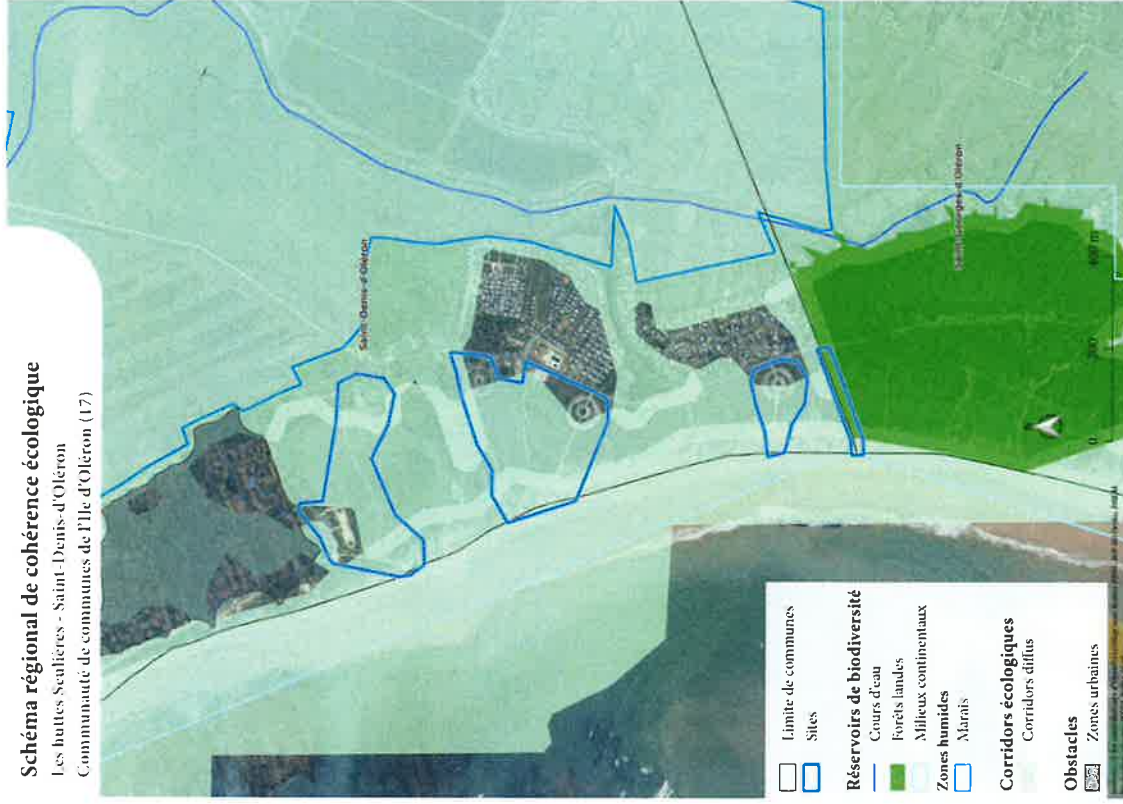 Schéma régional de cohérence écologique
Les huttes Seulières - Saint-Denis-d'Oléron
Communauté de communes de l'Ile d'Oléron (17)
Saint-Denis-d'Oléron
Saint-Georges-d'Oléron
0 200 400 m
Limite de communes
Sites
Réservoirs de biodiversité
Cours d'eau
Forêts landes
Milieux continentaux
Zones humides
Marais
Corridors écologiques
Corridors diffus
Obstacles
Zones urbaines